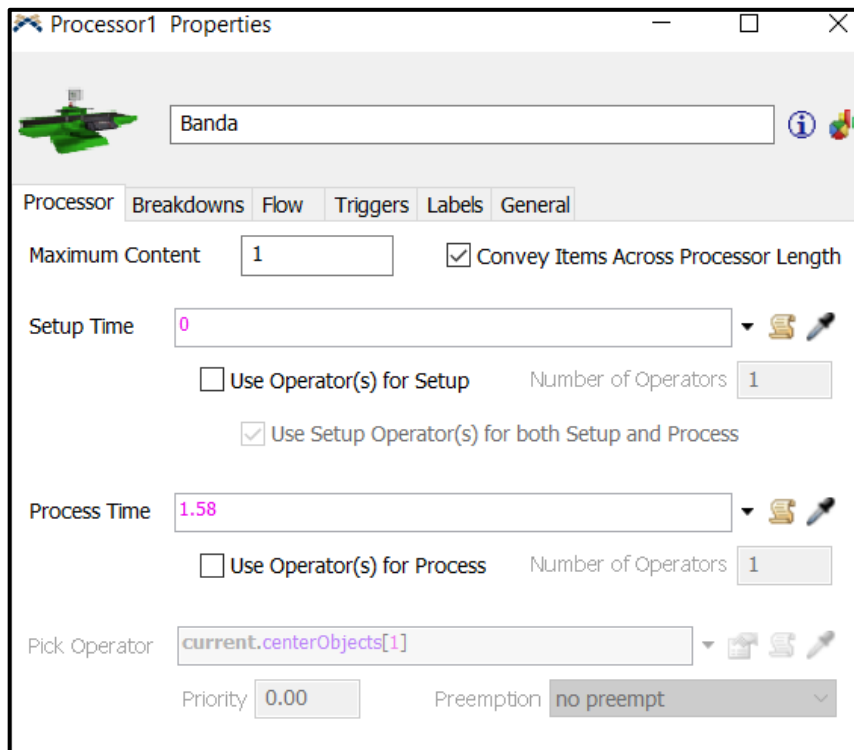 Processor1 Properties
Banda
Processor Breakdowns Flow Triggers Labels General
Maximum Content 1 Convey Items Across Processor Length
Setup Time 0
Use Operator(s) for Setup Number of Operators 1
Use Setup Operator(s) for both Setup and Process
Process Time 1.58
Use Operator(s) for Process Number of Operators 1
Pick Operator current.centerObjects[1]
Priority 0.00 Preemption no preempt